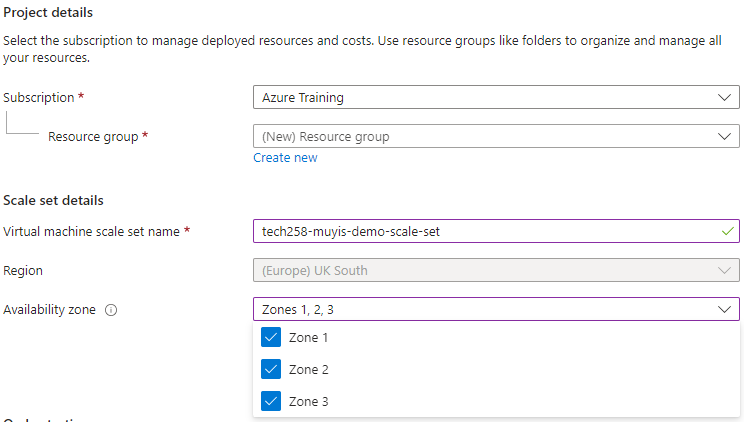 Project details
Select the subscription to manage deployed resources and costs. Use resource groups like folders to organize and manage all
your resources.
Subscription *
Azure Training
Resource group *
(New) Resource group
Create new
Scale set details
Virtual machine scale set name *
tech258-muyis-demo-scale-set
Region
(Europe) UK South
Availability zone
Zones 1, 2, 3
Zone 1
Zone 2
Zone 3